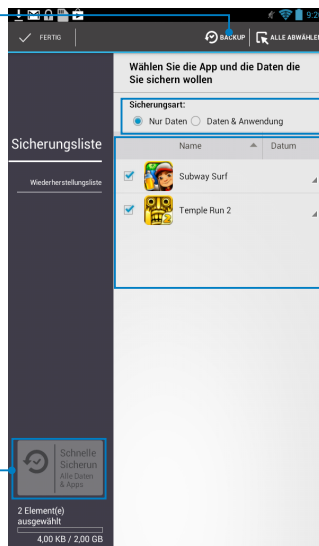 9:20
FERTIG
BACKUP
ALLE ABWÄHLEN
Wählen Sie die App und die Daten die
Sie sichern wollen
Sicherungsart:
Nur Daten
Daten & Anwendung
Sicherungsliste
Wiederherstellungsliste
Name
Datum
Subway Surf
Temple Run 2
Schnelle
Sicherun
Alle Daten
& Apps
2 Element(e)
ausgewählt
4,00 KB / 2,00 GB